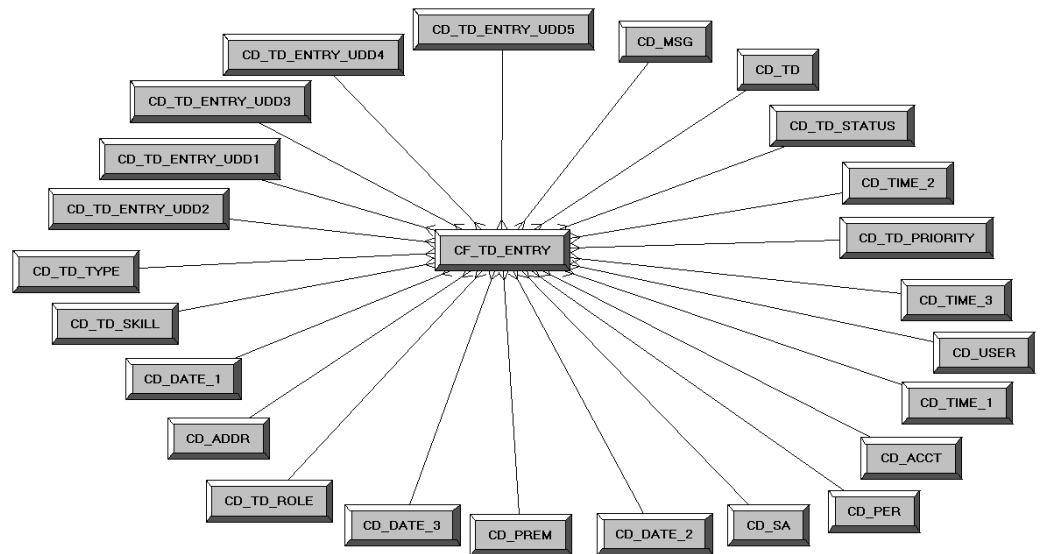 CD_TD_ENTRY_UDD5
CD_MSG
CD_TD_ENTRY_UDD4
CD_TD
CD_TD_ENTRY_UDD3
CD_TD_STATUS
CD_TD_ENTRY_UDD1
CD_TIME_2
CD_TD_ENTRY_UDD2
CD_TD_PRIORITY
CF_TD_ENTRY
CD_TD_TYPE
CD_TIME_3
CD_TD_SKILL
CD_USER
CD_DATE_1
CD_TIME_1
CD_ADDR
CD_ACCT
CD_TD_ROLE
CD_PER
CD_DATE_3
CD_PREM
CD_DATE_2
CD_SA